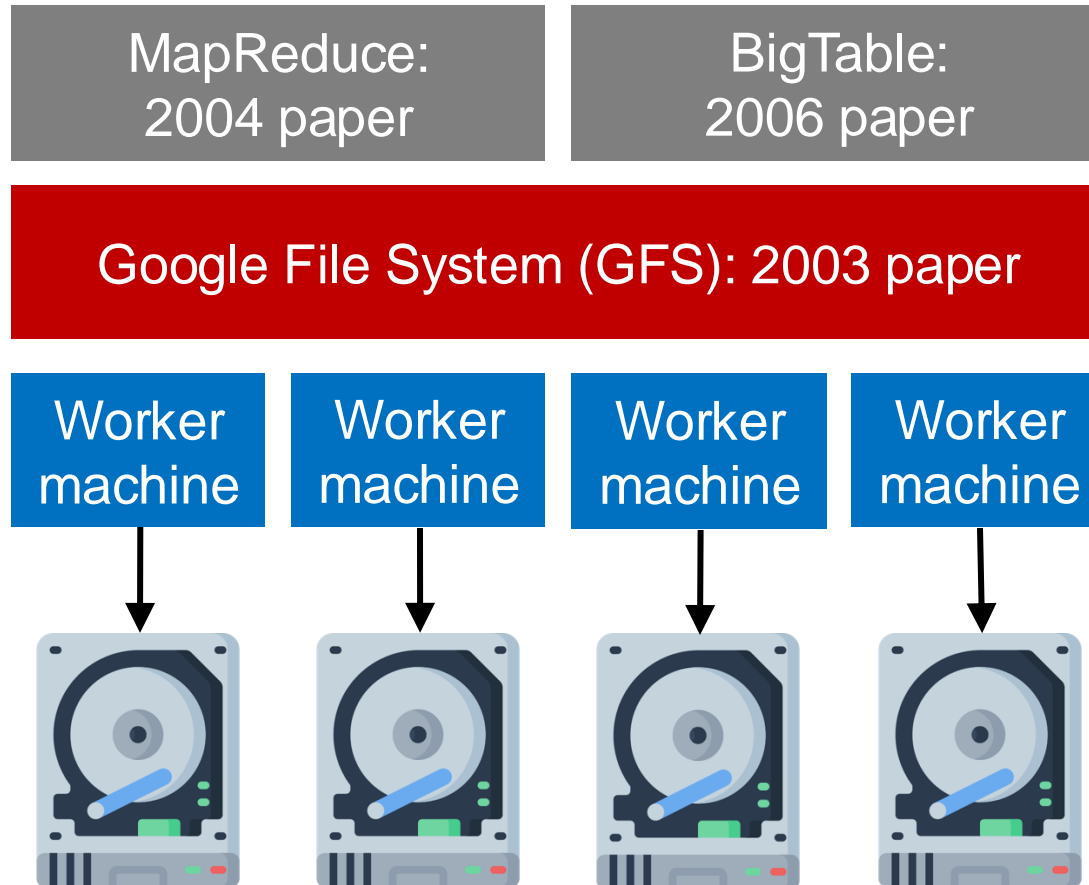 MapReduce:
2004 paper
BigTable:
2006 paper
Google File System (GFS): 2003 paper
Worker
machine
Worker
machine
Worker
machine
Worker
machine